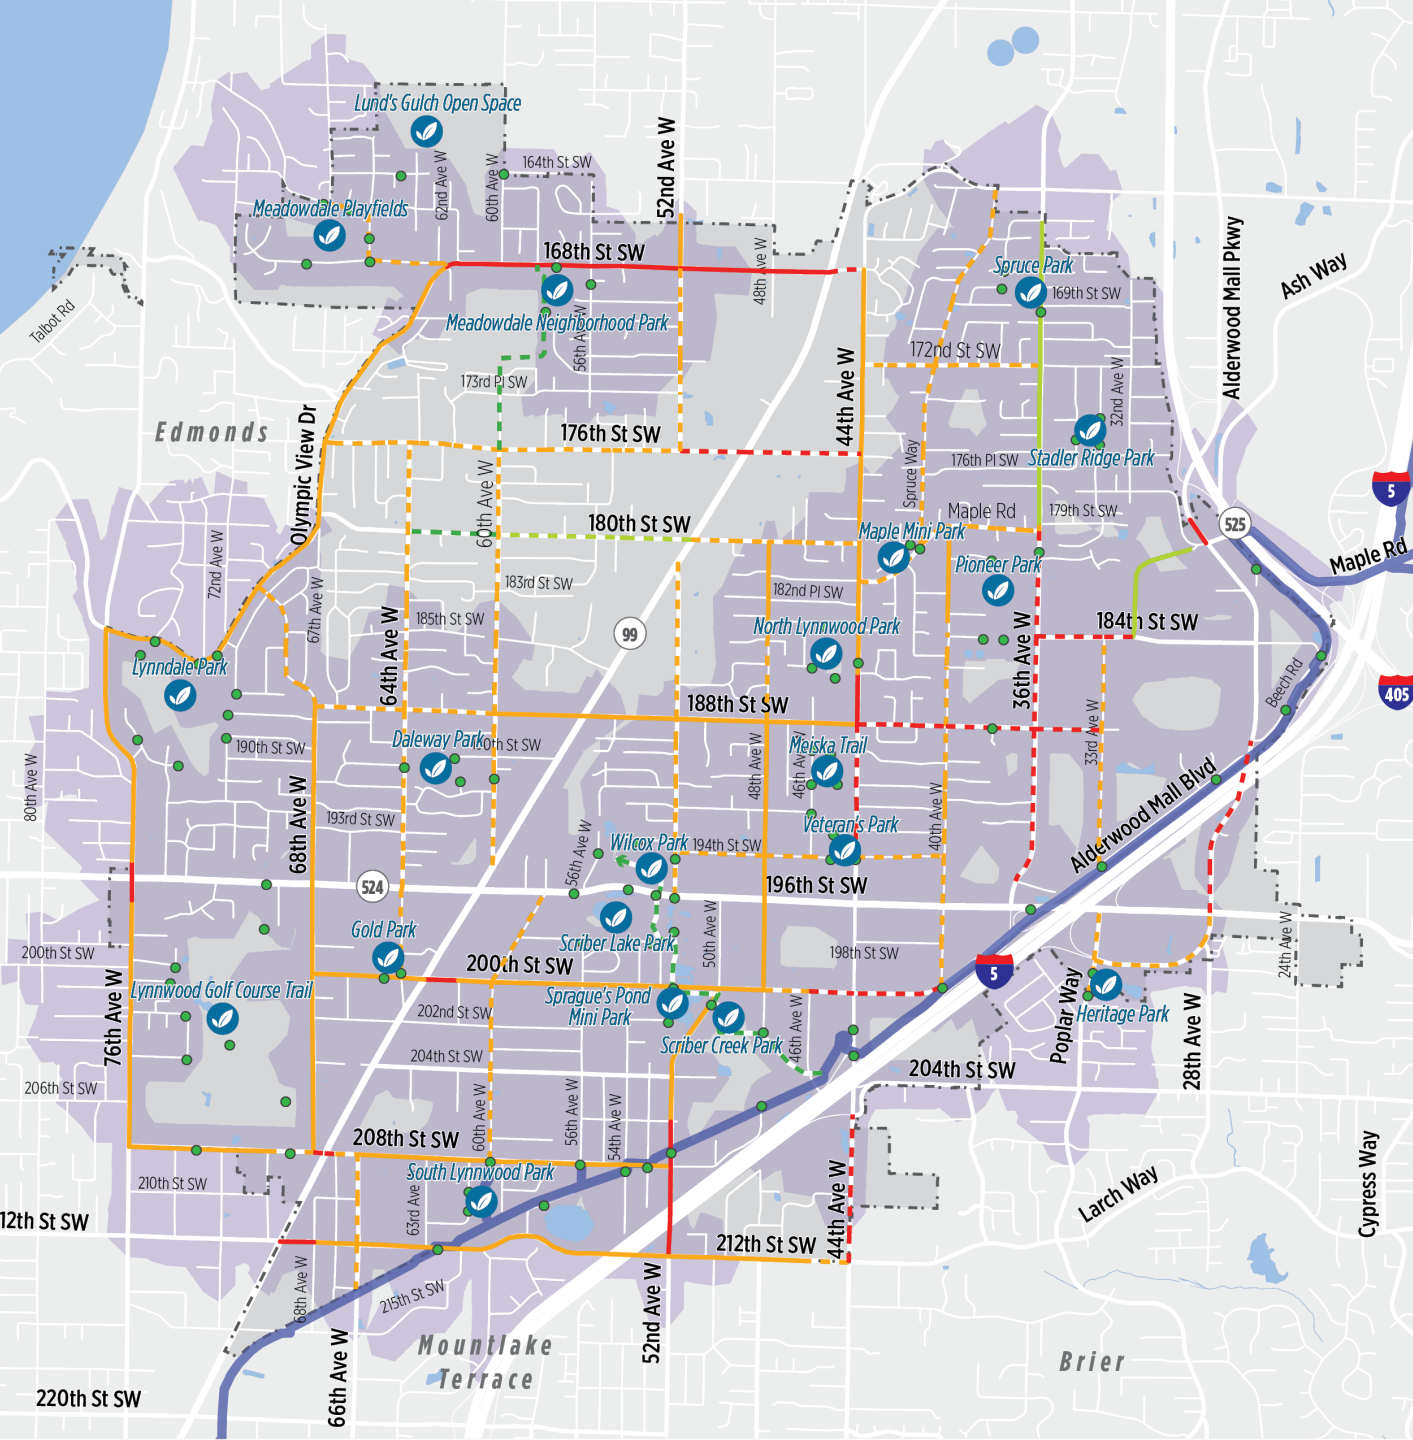 Lund's Gulch Open Space
164th St SW
62nd Ave W
60th Ave W
52nd Ave W
Meadowdale Playfields
168th St SW
48th Ave W
Spruce Park
169th St SW
Alderwood Mall Pkwy
Ash Way
Talbot Rd
Meadowdale Neighborhood Park
56th Ave W
172nd St SW
173rd Pl SW
44th Ave W
32nd Ave W
Edmonds
Olympic View Dr
176th St SW
176th Pl SW
Stadler Ridge Park
Spruce Way
60th Ave W
5
Maple Rd
179th St SW
180th St SW
525
Maple Mini Park
Maple Rd
72nd Ave W
Pioneer Park
183rd St SW
182nd Pl SW
67th Ave W
185th St SW
64th Ave W
99
North Lynnwood Park
36th Ave W
184th St SW
Lynndale Park
Beech Rd
405
188th St SW
Daleway Park
190th St SW
Meiska Trail
33rd Ave W
80th Ave W
48th Ave W
46th Ave W
68th Ave W
193rd St SW
Veteran's Park
40th Ave W
Alderwood Mall Blvd
56th Ave W
Wilcox Park
194th St SW
524
196th St SW
Gold Park
Scriber Lake Park
50th Ave W
200th St SW
200th St SW
198th St SW
24th Ave W
5
Lynnwood Golf Course Trail
Sprague's Pond
Mini Park
202nd St SW
Poplar Way
Heritage Park
76th Ave W
Scriber Creek Park
46th Ave W
28th Ave W
204th St SW
204th St SW
206th St SW
60th Ave W
56th Ave W
54th Ave W
208th St SW
South Lynnwood Park
210th St SW
63rd Ave
44th Ave W
Larch Way
Cypress Way
12th St SW
212th St SW
68th Ave W
215th St SW
52nd Ave W
Mountlake
Terrace
66th Ave W
Brier
220th St SW